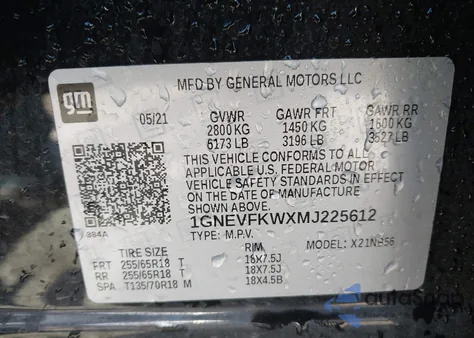 MFD BY GENERAL MOTORS LLC
gm
05/21 GVWR GAWR FRT GAWR RR
2800 KG 1450 KG 1600 KG
6173 LB 3196 LB 3527 LB
THIS VEHICLE CONFORMS TO ALL
APPLICABLE U.S. FEDERAL MOTOR
VEHICLE SAFETY STANDARDS IN EFFECT
ON THE DATE OF MANUFACTURE
SHOWN ABOVE.
384A 1GNEVFKWXMJ225612
TYPE: M.P.V. MODEL: X21NB56
TIRE SIZE RIM
FRT 255/65R18 T 18X7.5J
RR 255/65R18 T 18X7.5J
SPA T135/70R18 M 18X4.5B